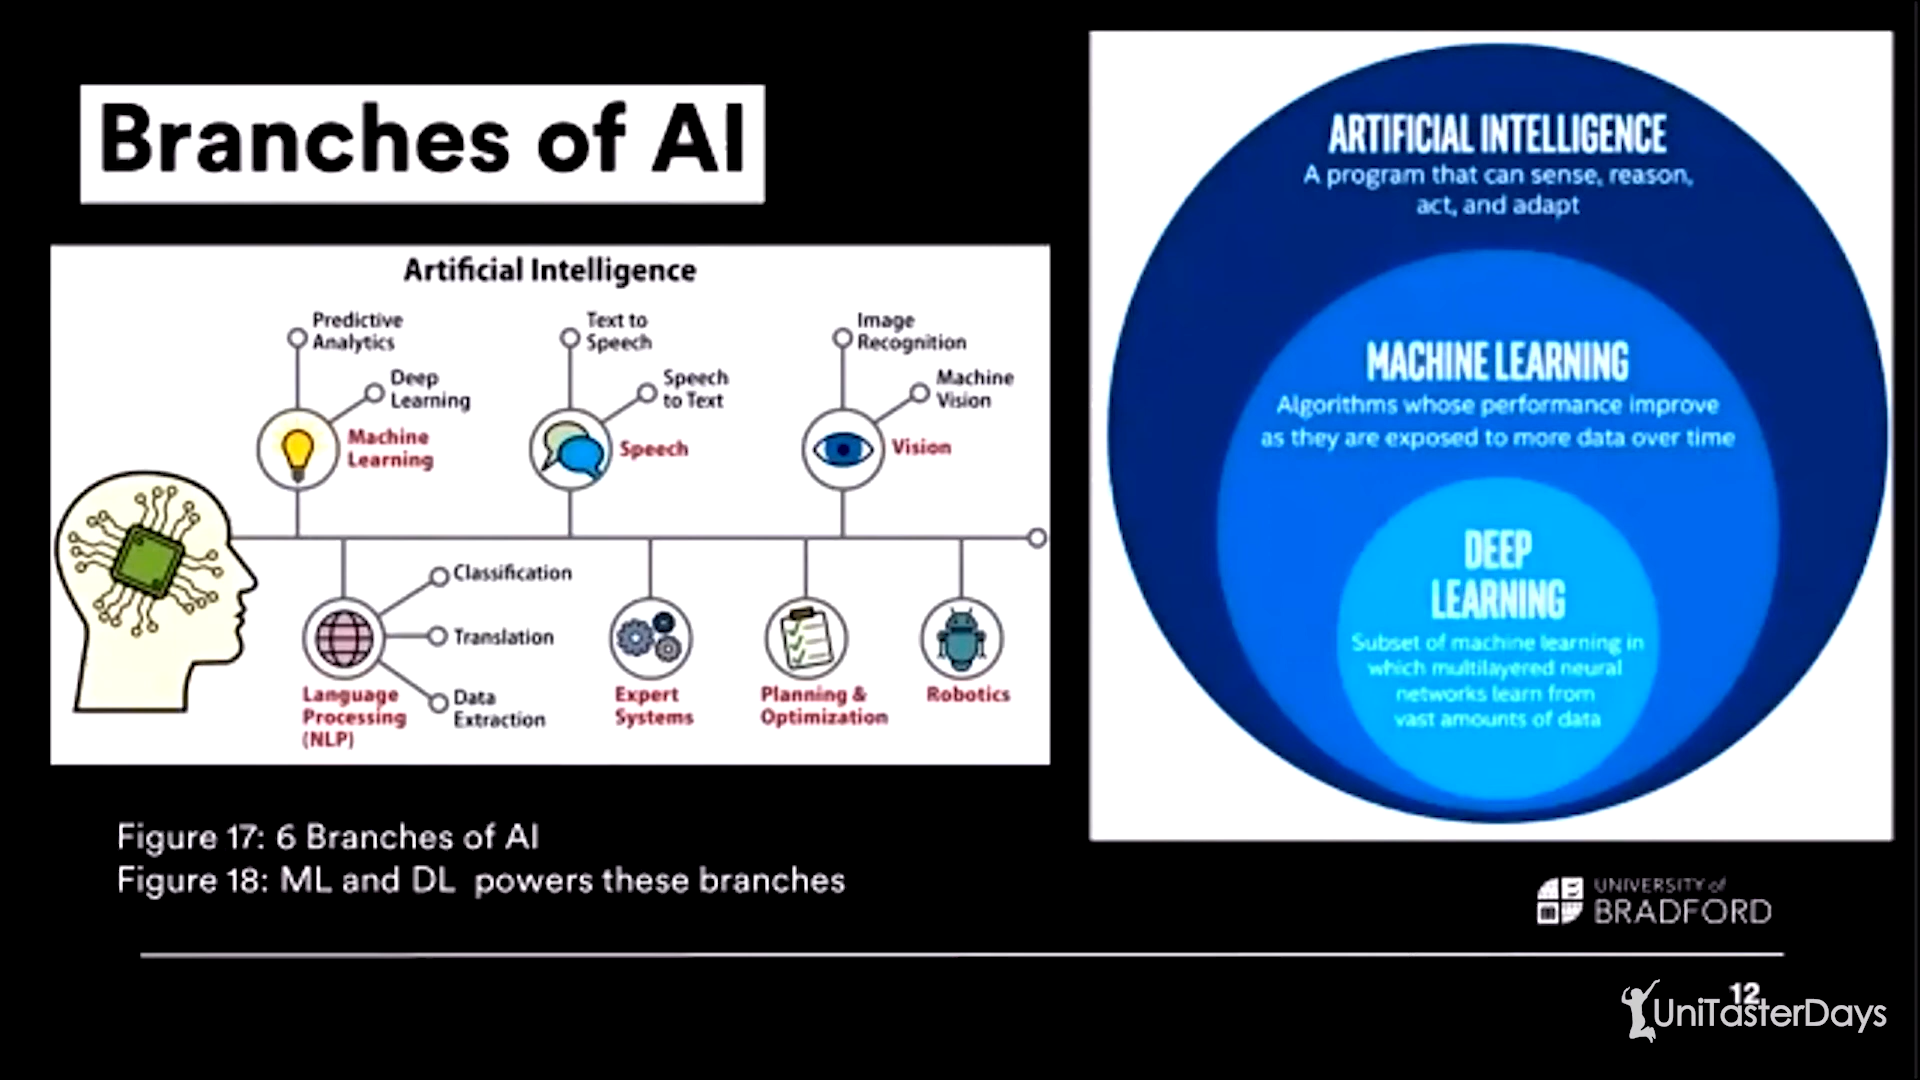 Branches of AI
Artificial Intelligence
Predictive
Analytics
Deep
Learning
Machine
Learning
Text to
Speech
Speech
to Text
Speech
Image
Recognition
Machine
Vision
Vision
Classification
Translation
Data
Extraction
Language
Processing
(NLP)
Expert
Systems
Planning &
Optimization
Robotics
Figure 17: 6 Branches of AI
Figure 18: ML and DL powers these branches
ARTIFICIAL INTELLIGENCE
A program that can sense, reason,
act, and adapt
MACHINE LEARNING
Algorithms whose performance improve
as they are exposed to more data over time
DEEP
LEARNING
Subset of machine learning in
which multilayered neural
networks learn from
vast amounts of data
UNIVERSITY of
BRADFORD
12
UniTasterDays